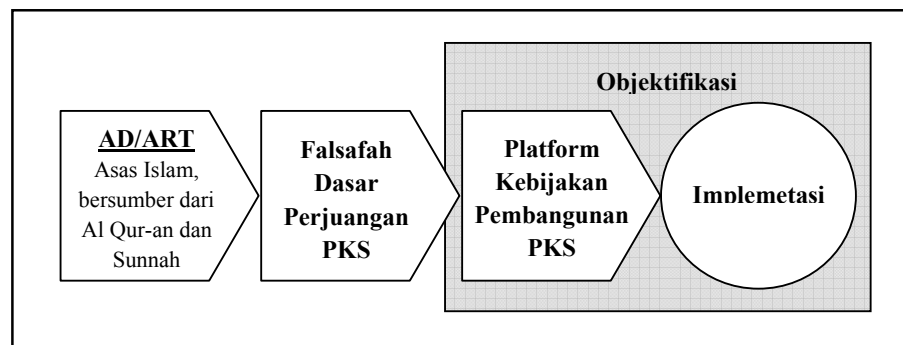 Objektifikasi
AD/ART
Asas Islam,
bersumber dari
Al Qur-an dan
Sunnah
Falsafah
Dasar
Perjuangan
PKS
Platform
Kebijakan
Pembangunan
PKS
Implemetasi